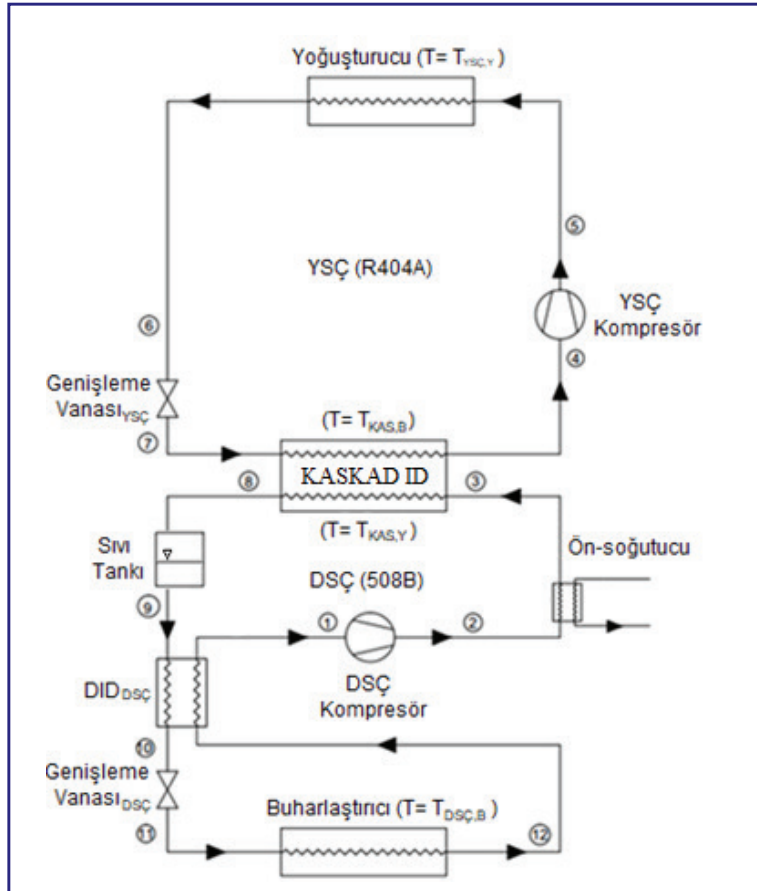 Yoğuşturucu (T= T_YSÇ,Y )
⑤
YSÇ (R404A)
⑥
YSÇ
Kompresör
④
Genişleme
Vanası_YSÇ
⑦
(T= T_KAS,B)
⑧
KASKAD ID
③
(T= T_KAS,Y)
Sıvı
Tankı
Ön-soğutucu
DSÇ (508B)
⑨
①
②
DID_DSÇ
DSÇ
Kompresör
⑩
Genişleme
Vanası_DSÇ
Buharlaştırıcı (T= T_DSÇ,B )
⑪
⑫